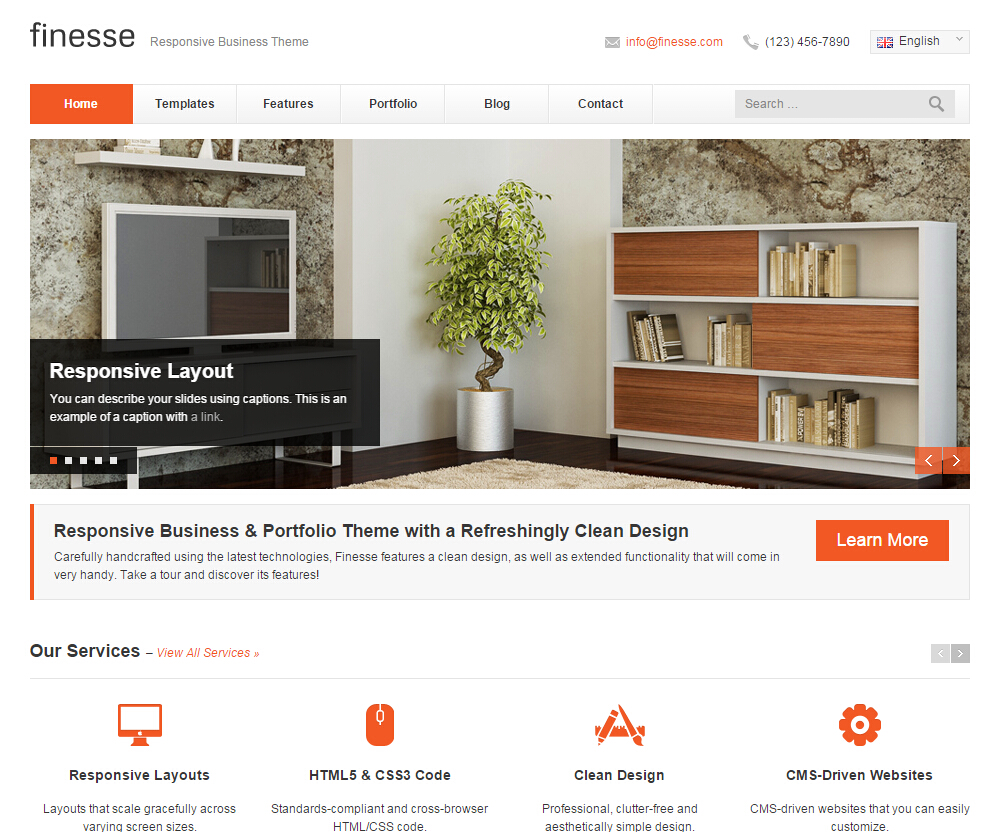 finesse Responsive Business Theme info@finesse.com (123) 456-7890 English
Home Templates Features Portfolio Blog Contact Search ...
Responsive Layout
You can describe your slides using captions. This is an
example of a caption with a link.
Responsive Business & Portfolio Theme with a Refreshingly Clean Design
Learn More
Carefully handcrafted using the latest technologies, Finesse features a clean design, as well as extended functionality that will come in
very handy. Take a tour and discover its features!
Our Services – View All Services »
Responsive Layouts
Layouts that scale gracefully across
varying screen sizes.
HTML5 & CSS3 Code
Standards-compliant and cross-browser
HTML/CSS code.
Clean Design
Professional, clutter-free and
aesthetically simple design.
CMS-Driven Websites
CMS-driven websites that you can easily
customize.